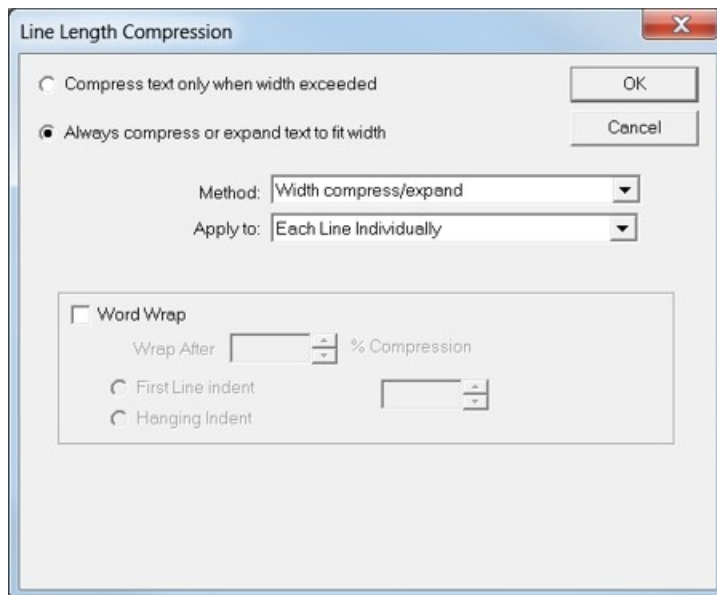 Line Length Compression
Compress text only when width exceeded
OK
Always compress or expand text to fit width
Cancel
Method: Width compress/expand
Apply to: Each Line Individually
Word Wrap
Wrap After % Compression
First Line indent
Hanging Indent